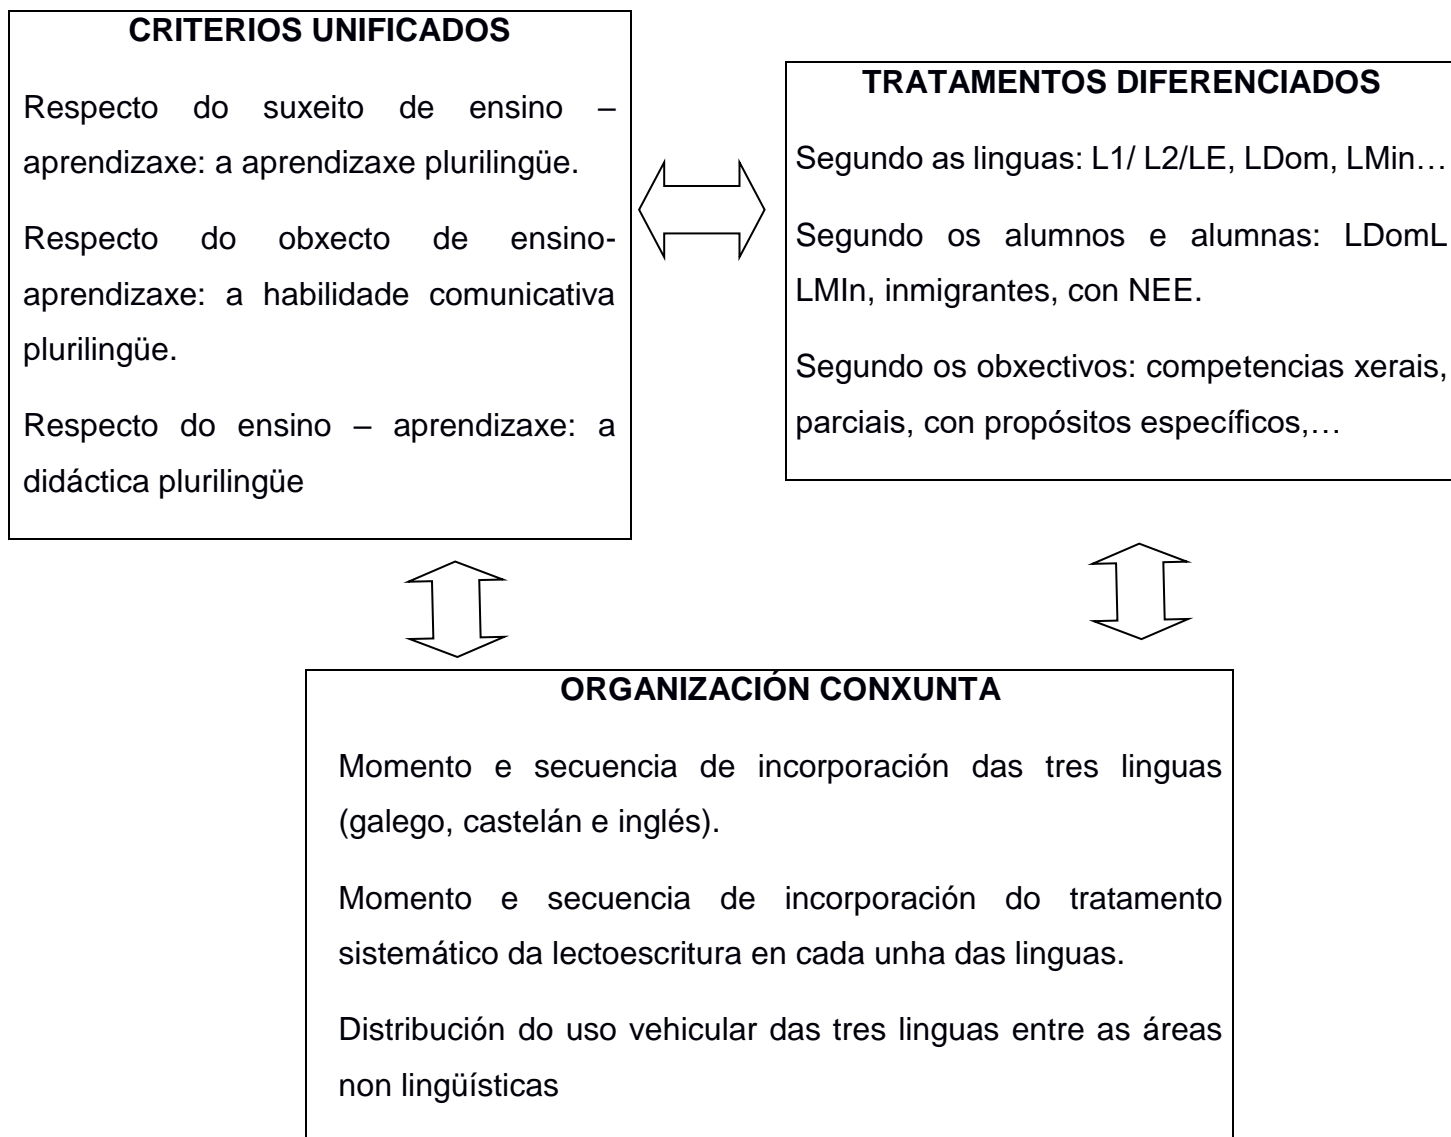 CRITERIOS UNIFICADOS
Respecto do suxeito de ensino –
aprendizaxe: a aprendizaxe plurilingüe.
Respecto do obxecto de ensino-
aprendizaxe: a habilidade comunicativa
plurilingüe.
Respecto do ensino – aprendizaxe: a
didáctica plurilingüe
TRATAMENTOS DIFERENCIADOS
Segundo as linguas: L1/ L2/LE, LDom, LMin…
Segundo os alumnos e alumnas: LDomL
LMIn, inmigrantes, con NEE.
Segundo os obxectivos: competencias xerais,
parciais, con propósitos específicos,…
ORGANIZACIÓN CONXUNTA
Momento e secuencia de incorporación das tres linguas
(galego, castelán e inglés).
Momento e secuencia de incorporación do tratamento
sistemático da lectoescritura en cada unha das linguas.
Distribución do uso vehicular das tres linguas entre as áreas
non lingüísticas